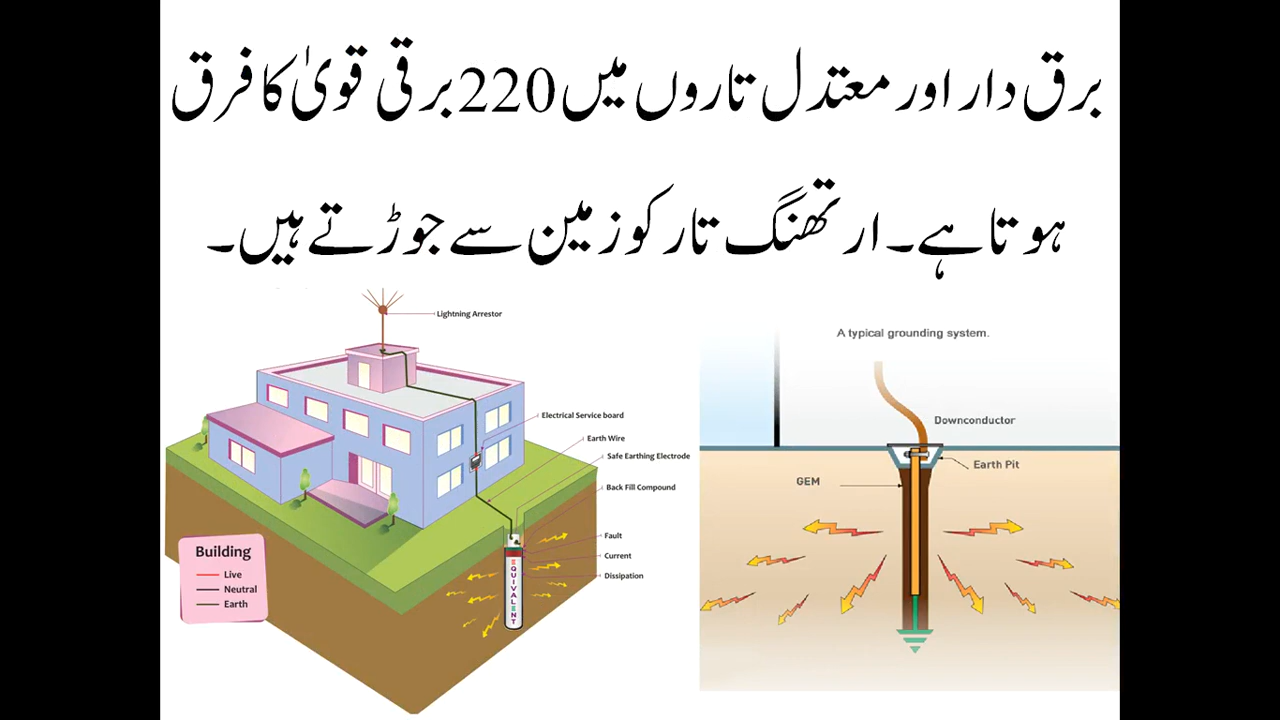 برق دار اور معتدل تاروں میں 220 برقی قویٰ کا فرق
ہوتا ہے۔ ارتھنگ تار کو زمین سے جوڑتے ہیں۔
Lightning Arrestor
Electrical Service board
Earth Wire
Safe Earthing Electrode
Back Fill Compound
Fault
Current
Dissipation
EQUIVALENT
Building
Live
Neutral
Earth
A typical grounding system.
Downconductor
Earth Pit
GEM